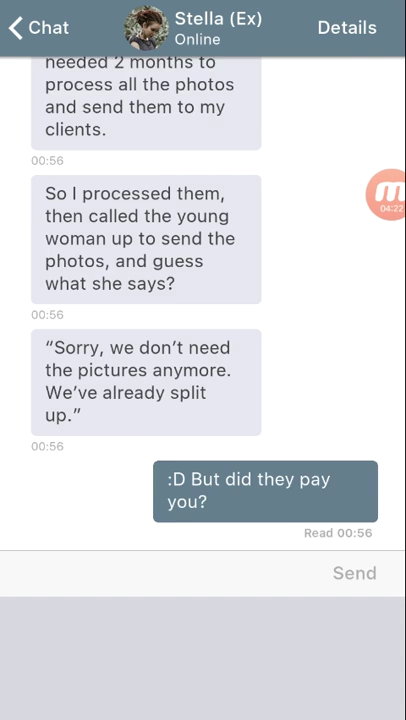 Chat
Stella (Ex)
Online
Details
needed 2 months to
process all the photos
and send them to my
clients.
00:56
So I processed them,
then called the young
woman up to send the
photos, and guess
what she says?
00:56
“Sorry, we don’t need
the pictures anymore.
We’ve already split
up.”
00:56
:D But did they pay
you?
Read 00:56
Send
04:22